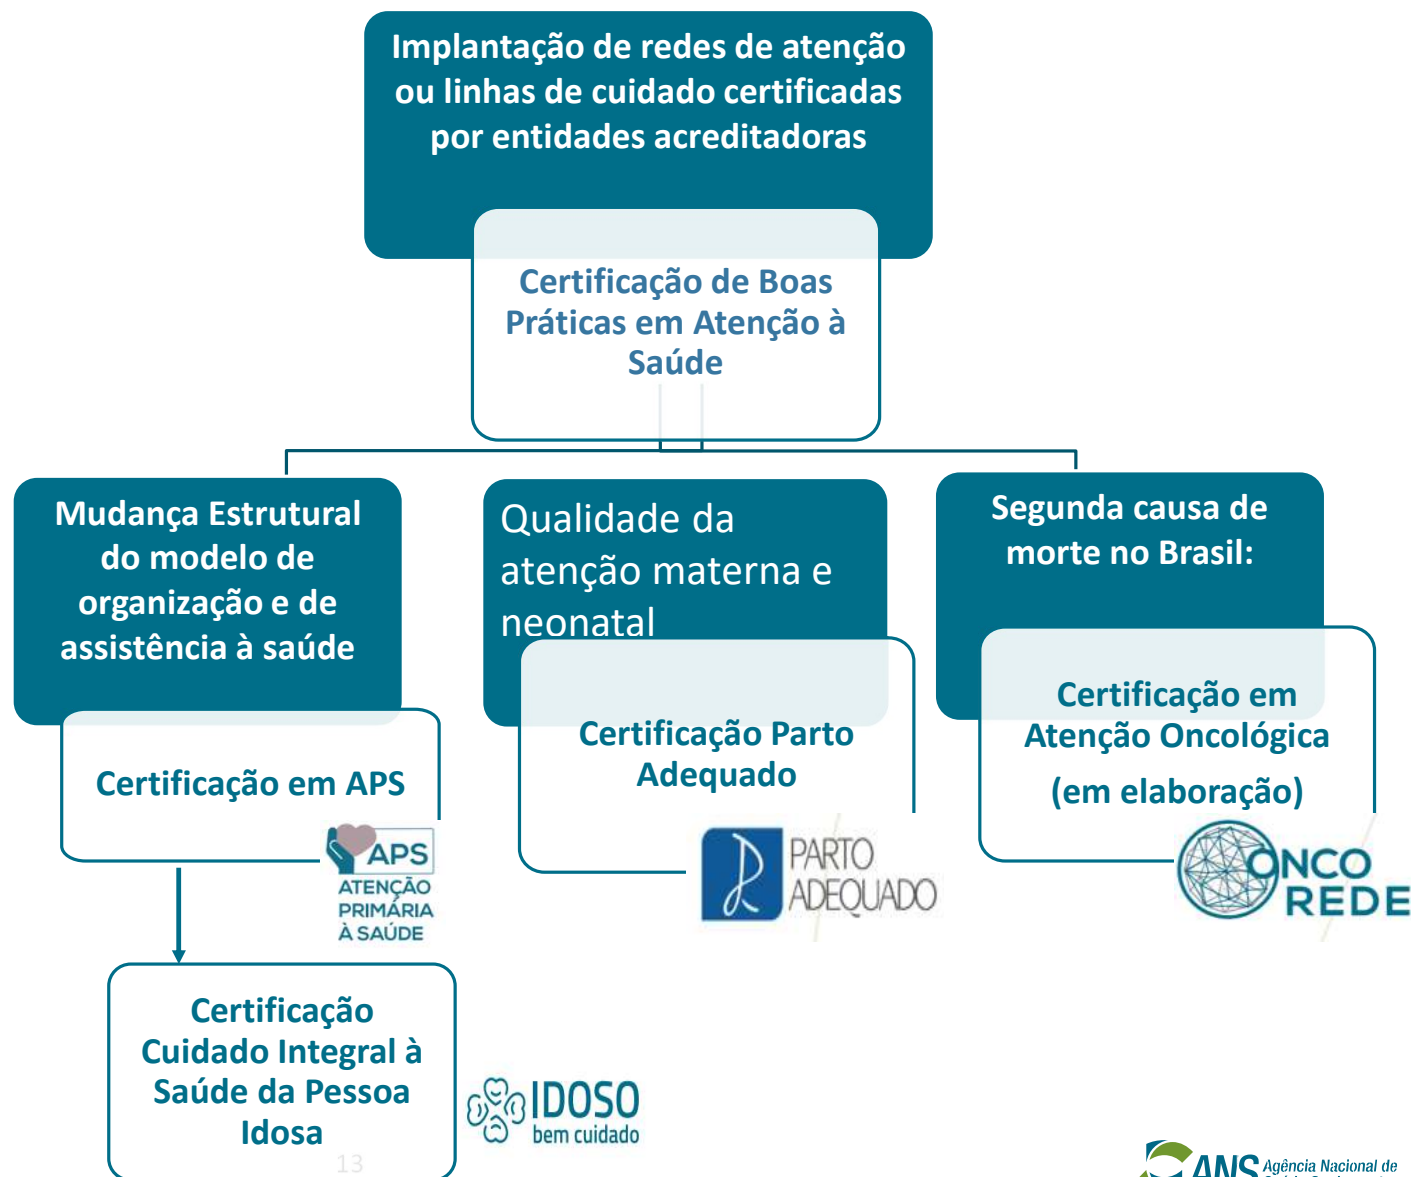 Implantação de redes de atenção
ou linhas de cuidado certificadas
por entidades acreditadoras
Certificação de Boas
Práticas em Atenção à
Saúde
Mudança Estrutural
do modelo de
organização e de
assistência à saúde
Certificação em APS
APS
ATENÇÃO
PRIMÁRIA
À SAÚDE
Certificação
Cuidado Integral à
Saúde da Pessoa
Idosa
IDOSO
bem cuidado
Qualidade da
atenção materna e
neonatal
Certificação Parto
Adequado
PARTO
ADEQUADO
Segunda causa de
morte no Brasil:
Certificação em
Atenção Oncológica
(em elaboração)
ONCO
REDE
13
ANS Agência Nacional de